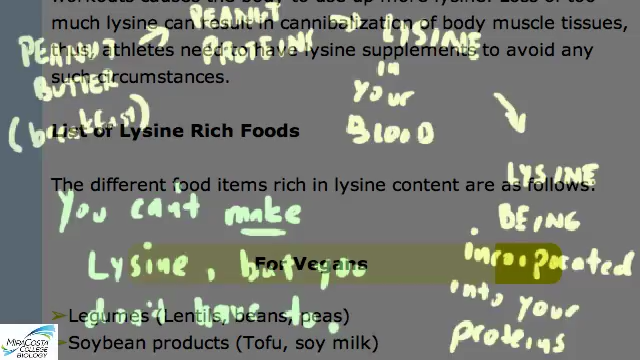 workouts causes the body to use up more lysine. Loss of too
much lysine can result in cannibalization of body muscle tissues,
thus, athletes need to have lysine supplements to avoid any
such circumstances.
List of Lysine Rich Foods
The different food items rich in lysine content are as follows:
For Vegans
➢ Legumes (Lentils, beans, peas)
➢ Soybean products (Tofu, soy milk)
PEANUT
BUTTER
(breakfast)
→ PEANUT
PROTEINS
→ LYSINE
in
your
BLOOD
LYSINE
BEING
incorporated
into your
proteins
You can't make
Lysine, but you
don't have to.
MIRACOSTA
COLLEGE
BIOLOGY